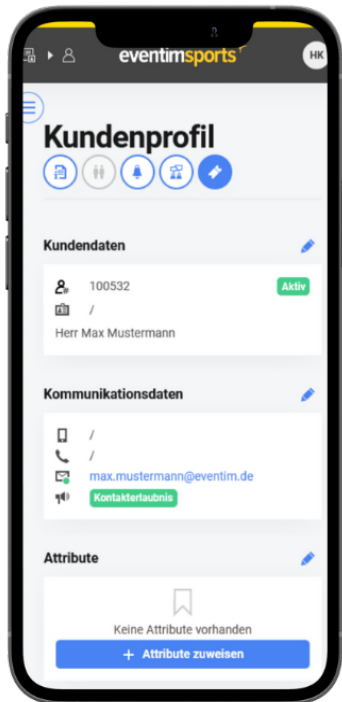 eventimsports
HK
Kundenprofil
Kundendaten
100532
Aktiv
/
Herr Max Mustermann
Kommunikationsdaten
/
/
max.mustermann@eventim.de
Kontakterlaubnis
Attribute
Keine Attribute vorhanden
+ Attribute zuweisen